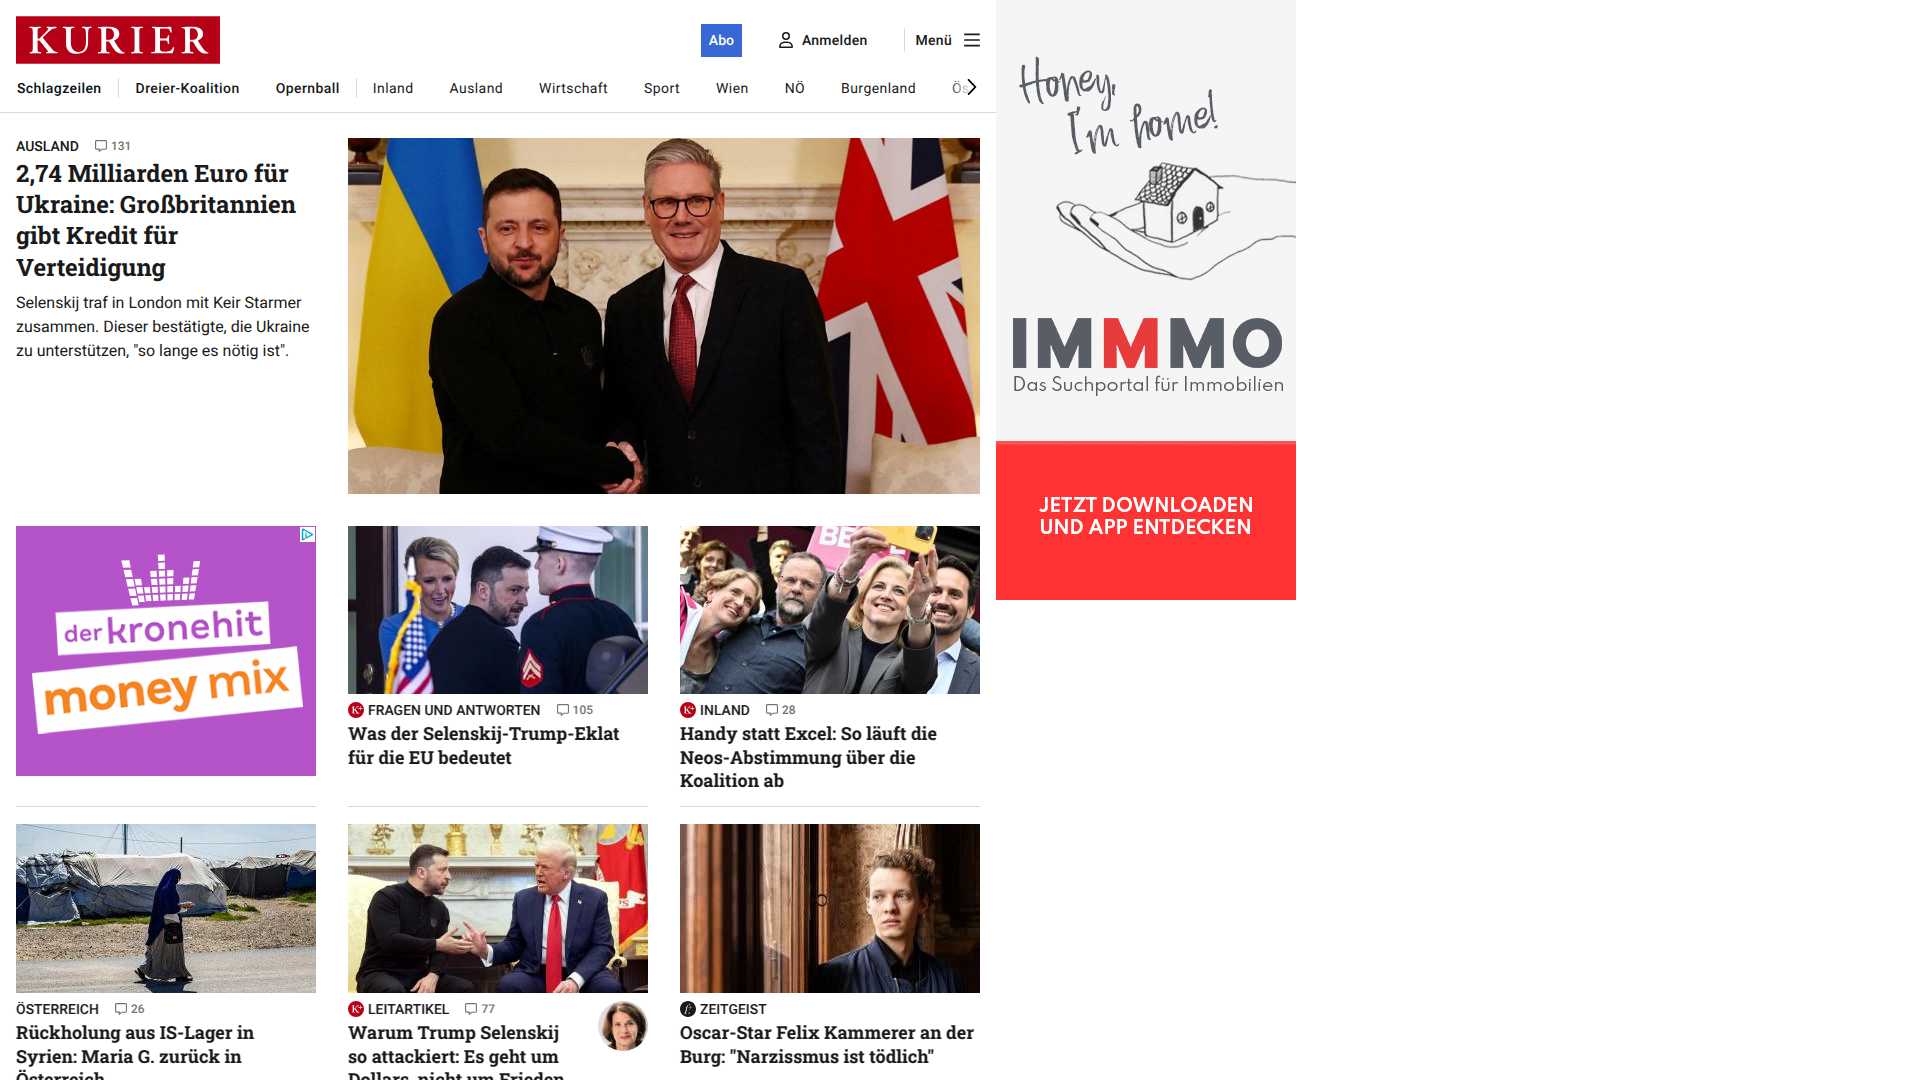 KURIER
Abo
Anmelden
Menü
Schlagzeilen
Dreier-Koalition
Opernball
Inland
Ausland
Wirtschaft
Sport
Wien
NÖ
Burgenland
AUSLAND 131
2,74 Milliarden Euro für
Ukraine: Großbritannien
gibt Kredit für
Verteidigung
Selenskij traf in London mit Keir Starmer
zusammen. Dieser bestätigte, die Ukraine
zu unterstützen, "so lange es nötig ist".
Honey,
I'm home!
IMMMO
Das Suchportal für Immobilien
JETZT DOWNLOADEN
UND APP ENTDECKEN
der kronehit
money mix
FRAGEN UND ANTWORTEN 105
Was der Selenskij-Trump-Eklat
für die EU bedeutet
INLAND 28
Handy statt Excel: So läuft die
Neos-Abstimmung über die
Koalition ab
ÖSTERREICH 26
Rückholung aus IS-Lager in
Syrien: Maria G. zurück in
Österreich
LEITARTIKEL 77
Warum Trump Selenskij
so attackiert: Es geht um
Dollars, nicht um Frieden
ZEITGEIST
Oscar-Star Felix Kammerer an der
Burg: "Narzissmus ist tödlich"